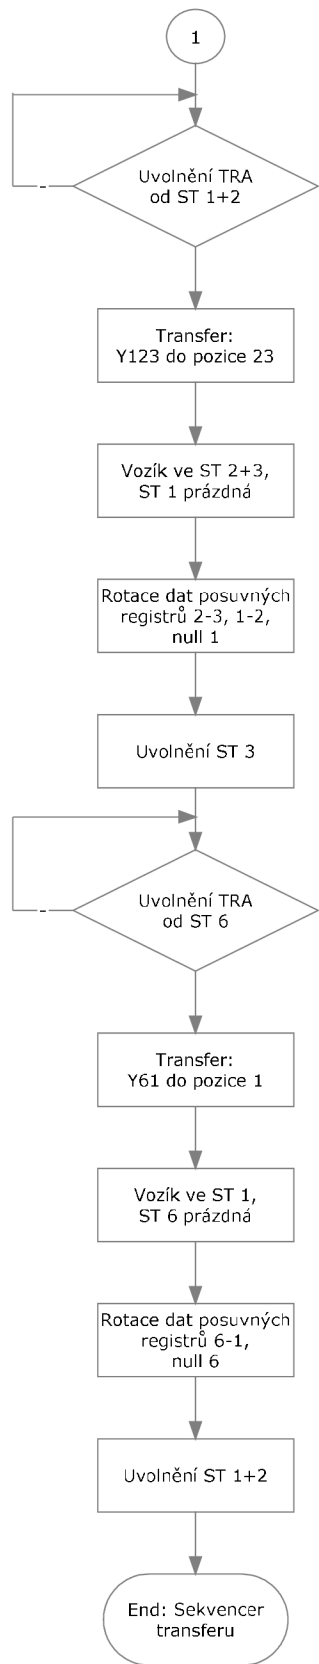 1
Uvolnění TRA
od ST 1+2
-
Transfer:
Y123 do pozice 23
Vozík ve ST 2+3,
ST 1 prázdná
Rotace dat posuvných
registrů 2-3, 1-2,
null 1
Uvolnění ST 3
Uvolnění TRA
od ST 6
-
Transfer:
Y61 do pozice 1
Vozík ve ST 1,
ST 6 prázdná
Rotace dat posuvných
registrů 6-1,
null 6
Uvolnění ST 1+2
End: Sekvencer
transferu